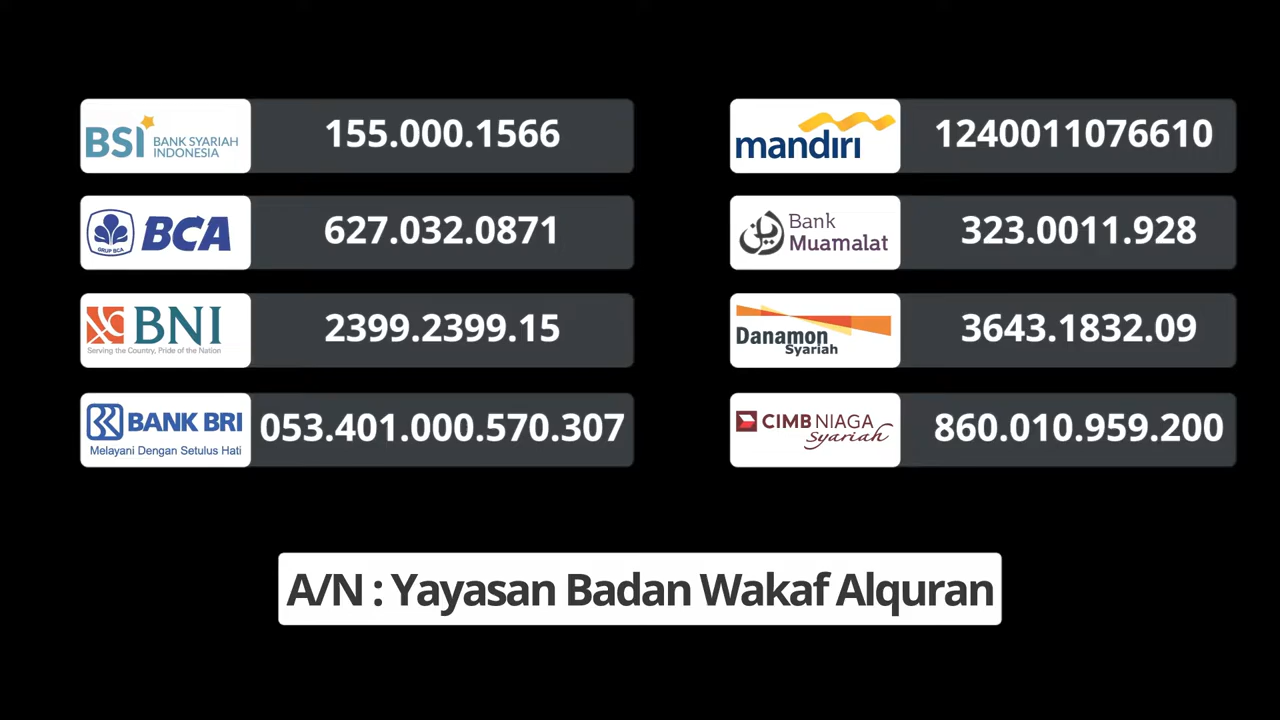 BSI BANK SYARIAH
INDONESIA
155.000.1566
GRUP BCA
BCA
627.032.0871
BNI
Serving the Country, Pride of the Nation
2399.2399.15
BANK BRI
Melayani Dengan Setulus Hati
053.401.000.570.307
mandiri
1240011076610
Bank
Muamalat
323.0011.928
Danamon
Syariah
3643.1832.09
CIMB NIAGA
syariah
860.010.959.200
A/N : Yayasan Badan Wakaf Alquran